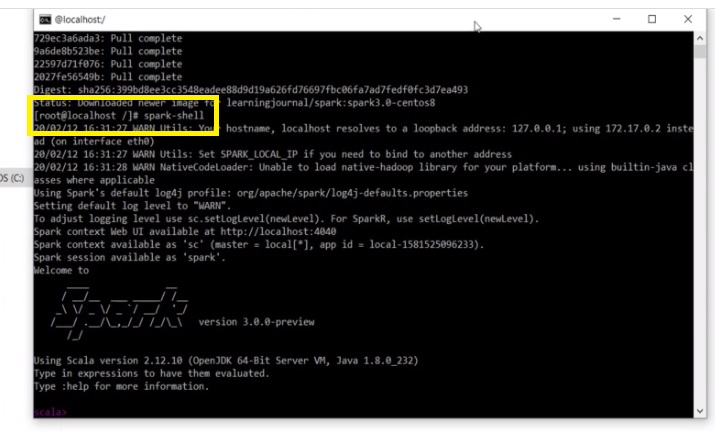 @localhost:/
729ec3a6ada3: Pull complete
9a6de8b523be: Pull complete
22597d71f076: Pull complete
2027fe56549b: Pull complete
Digest: sha256:399bd8ee3cc3548eadee88d9d19a626fd76697fbc06fa7ad7fedf0fc3d7ea493
Status: Downloaded newer image for learningjournal/spark:spark3.0-centos8
[root@localhost /]# spark-shell
20/02/12 16:31:27 WARN Utils: Your hostname, localhost resolves to a loopback address: 127.0.0.1; using 172.17.0.2 inste
ad (on interface eth0)
20/02/12 16:31:27 WARN Utils: Set SPARK_LOCAL_IP if you need to bind to another address
OS (C:)
20/02/12 16:31:28 WARN NativeCodeLoader: Unable to load native-hadoop library for your platform... using builtin-java cl
asses where applicable
Using Spark's default log4j profile: org/apache/spark/log4j-defaults.properties
Setting default log level to "WARN".
To adjust logging level use sc.setLogLevel(newLevel). For SparkR, use setLogLevel(newLevel).
Spark context Web UI available at http://localhost:4040
Spark context available as 'sc' (master = local[*], app id = local-1581525096233).
Spark session available as 'spark'.
Welcome to
Spark version 3.0.0-preview
Using Scala version 2.12.10 (OpenJDK 64-Bit Server VM, Java 1.8.0_232)
Type in expressions to have them evaluated.
Type :help for more information.
scala>